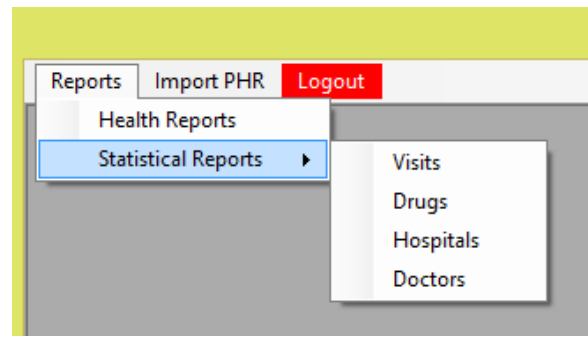 Reports Import PHR Logout
Health Reports
Statistical Reports
Visits
Drugs
Hospitals
Doctors